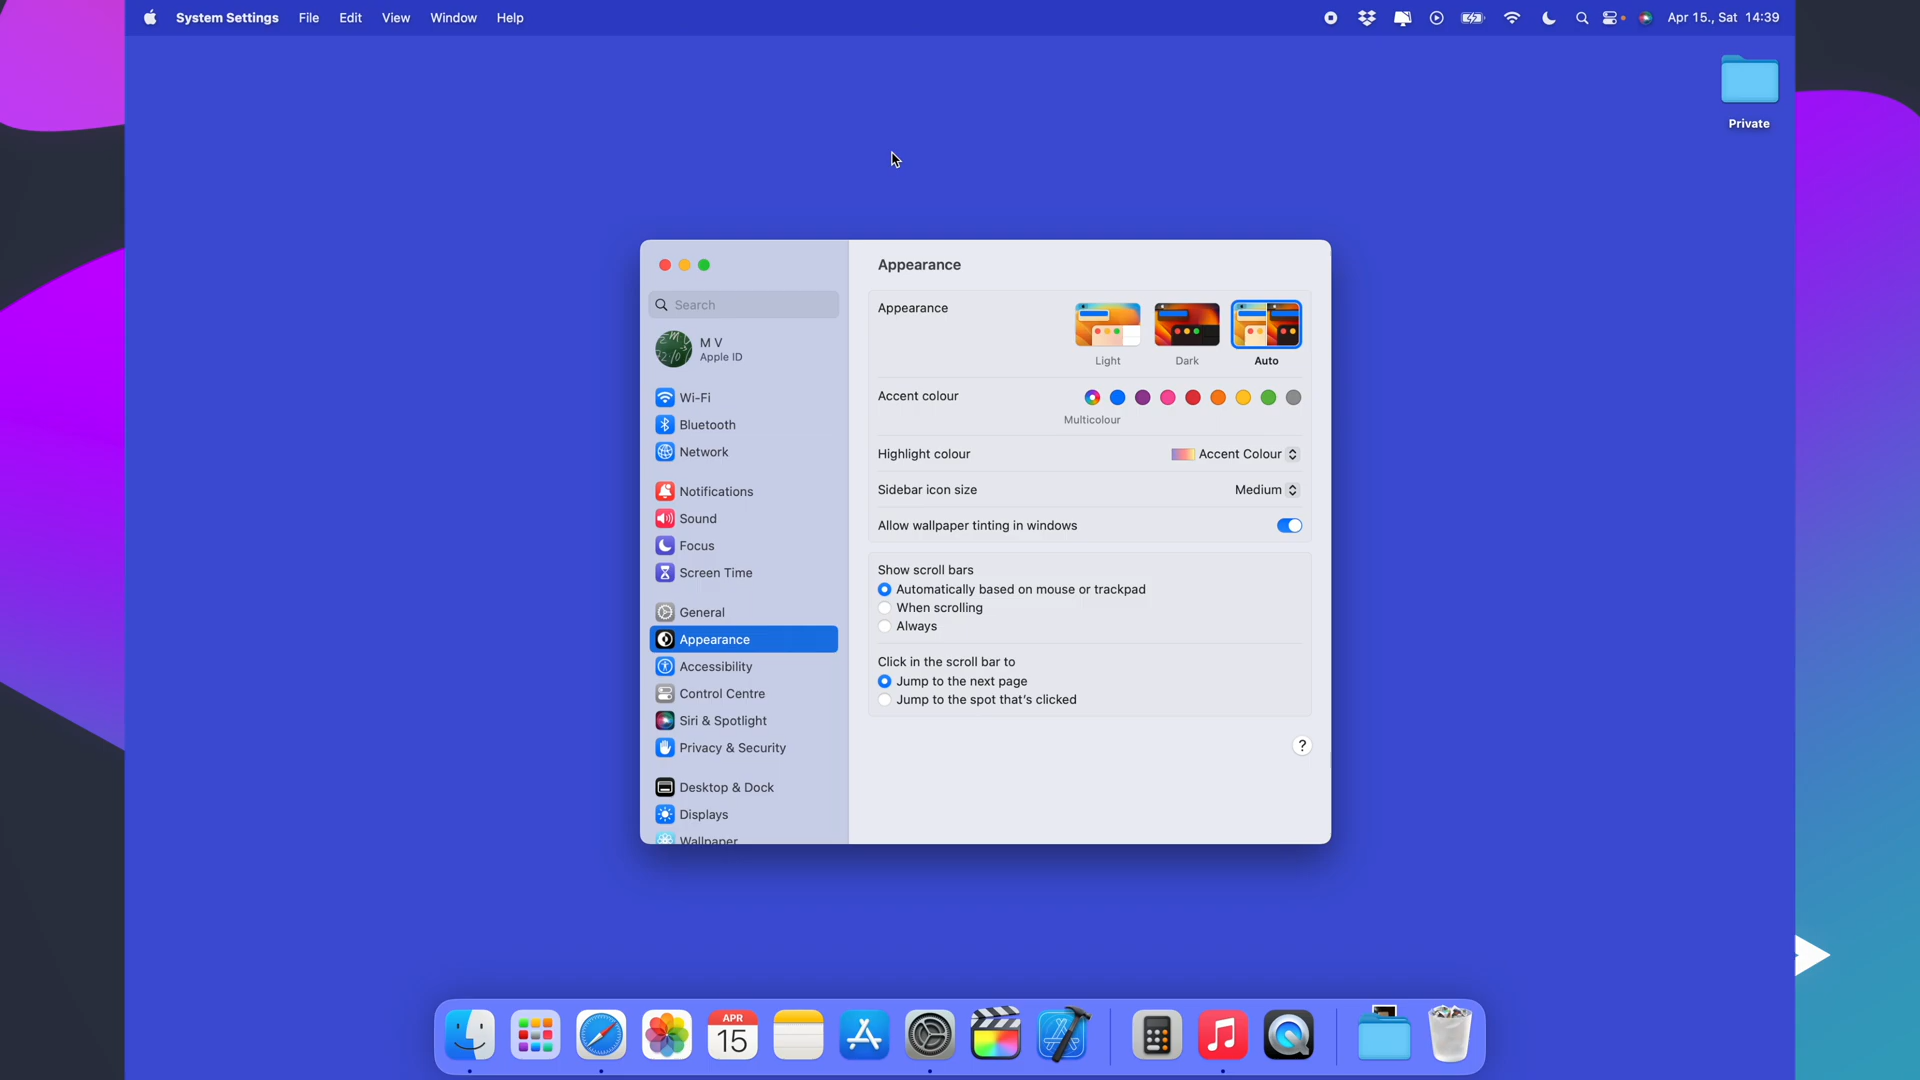 System Settings File Edit View Window Help Apr 15., Sat 14:39
Private
Appearance
Search
M V
Apple ID
Wi-Fi
Bluetooth
Network
Notifications
Sound
Focus
Screen Time
General
Appearance
Accessibility
Control Centre
Siri & Spotlight
Privacy & Security
Desktop & Dock
Displays
Wallpaper
Appearance
Light Dark Auto
Accent colour
Multicolour
Highlight colour Accent Colour
Sidebar icon size Medium
Allow wallpaper tinting in windows
Show scroll bars
Automatically based on mouse or trackpad
When scrolling
Always
Click in the scroll bar to
Jump to the next page
Jump to the spot that's clicked
?
APR
15